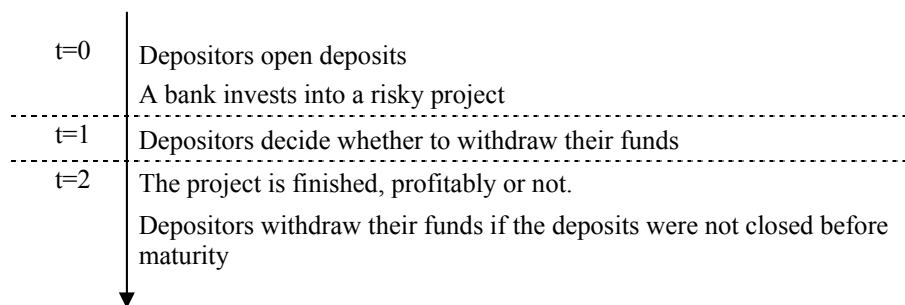 t=0
Depositors open deposits
A bank invests into a risky project
t=1
Depositors decide whether to withdraw their funds
t=2
The project is finished, profitably or not.
Depositors withdraw their funds if the deposits were not closed before
maturity